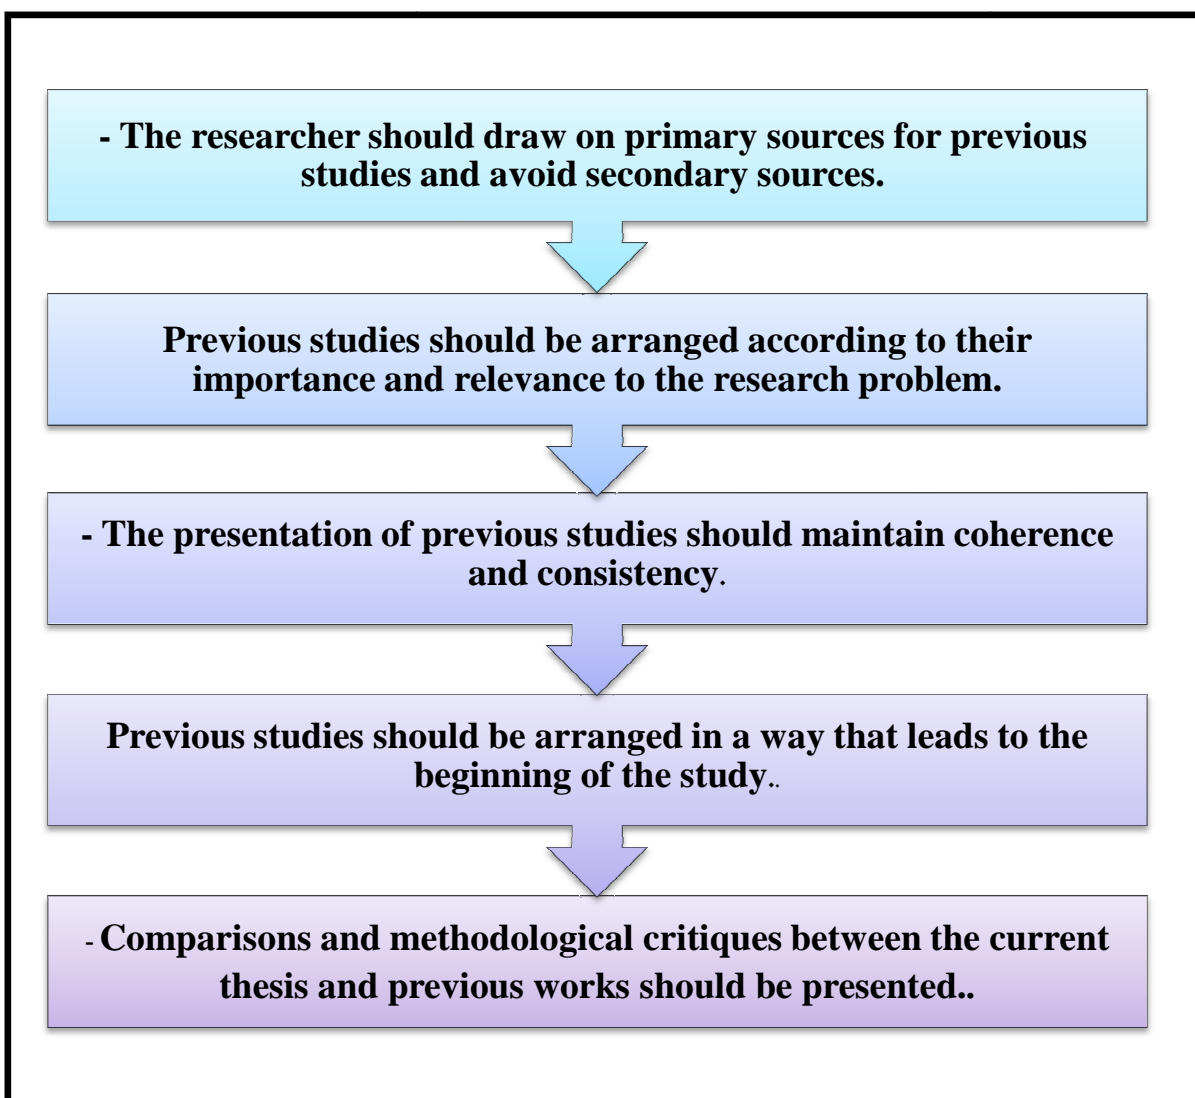 - The researcher should draw on primary sources for previous
studies and avoid secondary sources.
Previous studies should be arranged according to their
importance and relevance to the research problem.
- The presentation of previous studies should maintain coherence
and consistency.
Previous studies should be arranged in a way that leads to the
beginning of the study..
- Comparisons and methodological critiques between the current
thesis and previous works should be presented..